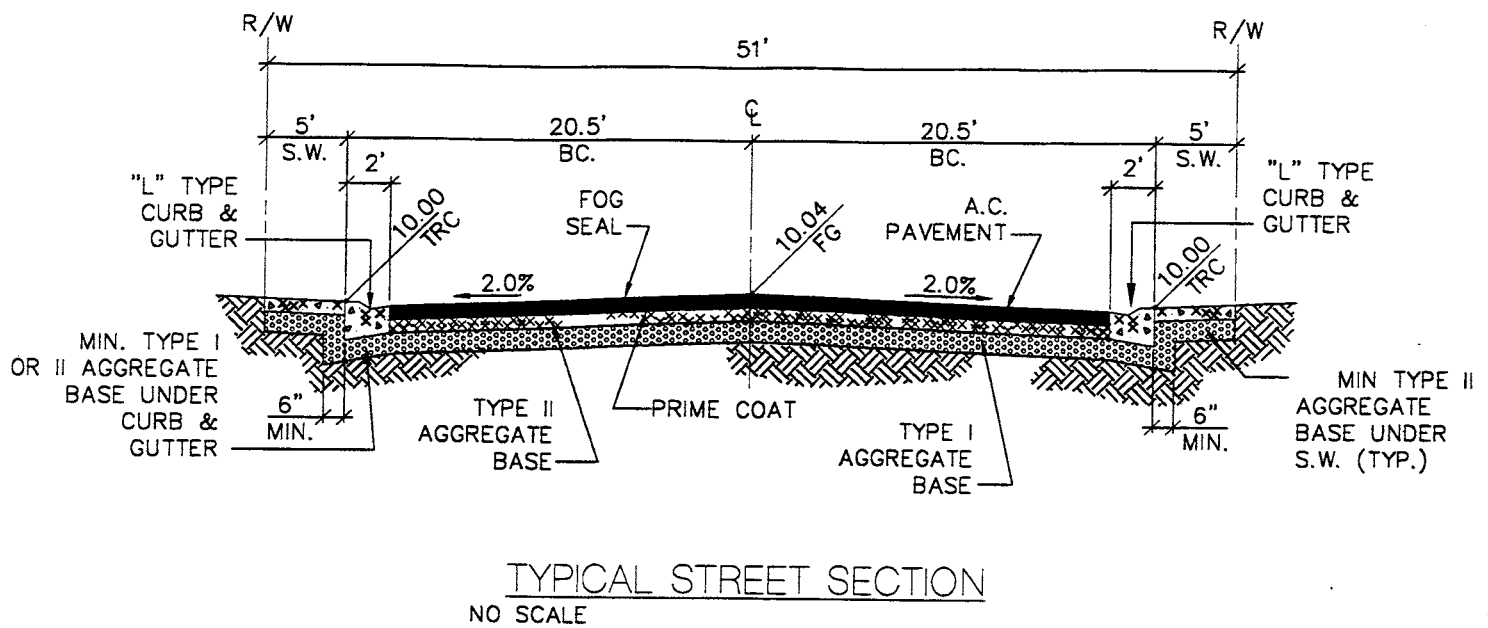 R/W
R/W
51'
℄
5'
20.5'
20.5'
5'
S.W.
BC.
BC.
S.W.
2'
2'
"L" TYPE
CURB &
GUTTER
10.00
TRC
FOG
SEAL
10.04
FG
A.C.
PAVEMENT
"L" TYPE
CURB &
GUTTER
10.00
TRC
2.0%
2.0%
MIN. TYPE I
OR II AGGREGATE
BASE UNDER
CURB &
GUTTER
6"
MIN.
TYPE II
AGGREGATE
BASE
PRIME COAT
TYPE I
AGGREGATE
BASE
6"
MIN.
MIN TYPE II
AGGREGATE
BASE UNDER
S.W. (TYP.)
TYPICAL STREET SECTION
NO SCALE